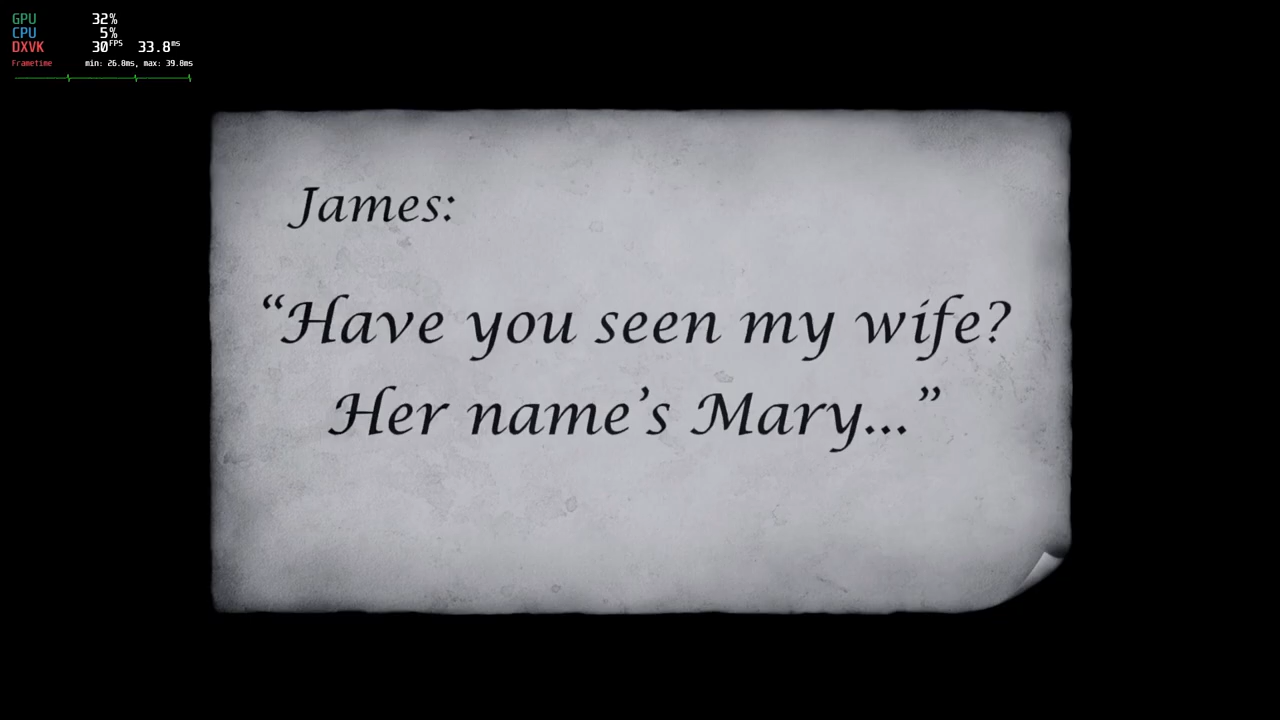 GPU 32%
CPU 5%
DXVK 30FPS 33.8ms
Frametime min: 26.8ms, max: 39.8ms
James:
“Have you seen my wife?
Her name’s Mary...”